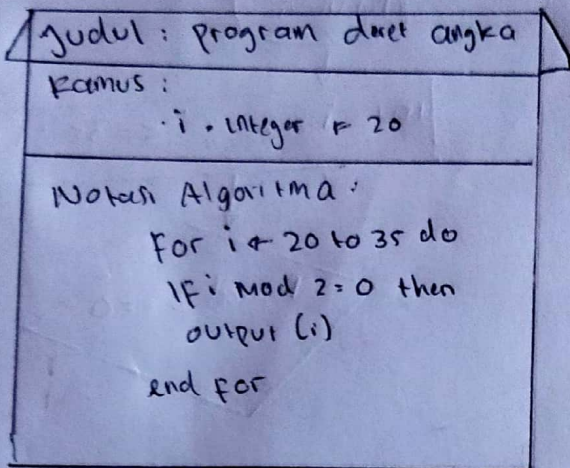 Judul : program deret angka
Kamus :
i : integer ← 20
Notasi Algoritma :
For i ← 20 to 35 do
IF i Mod 2 = 0 then
output (i)
end for